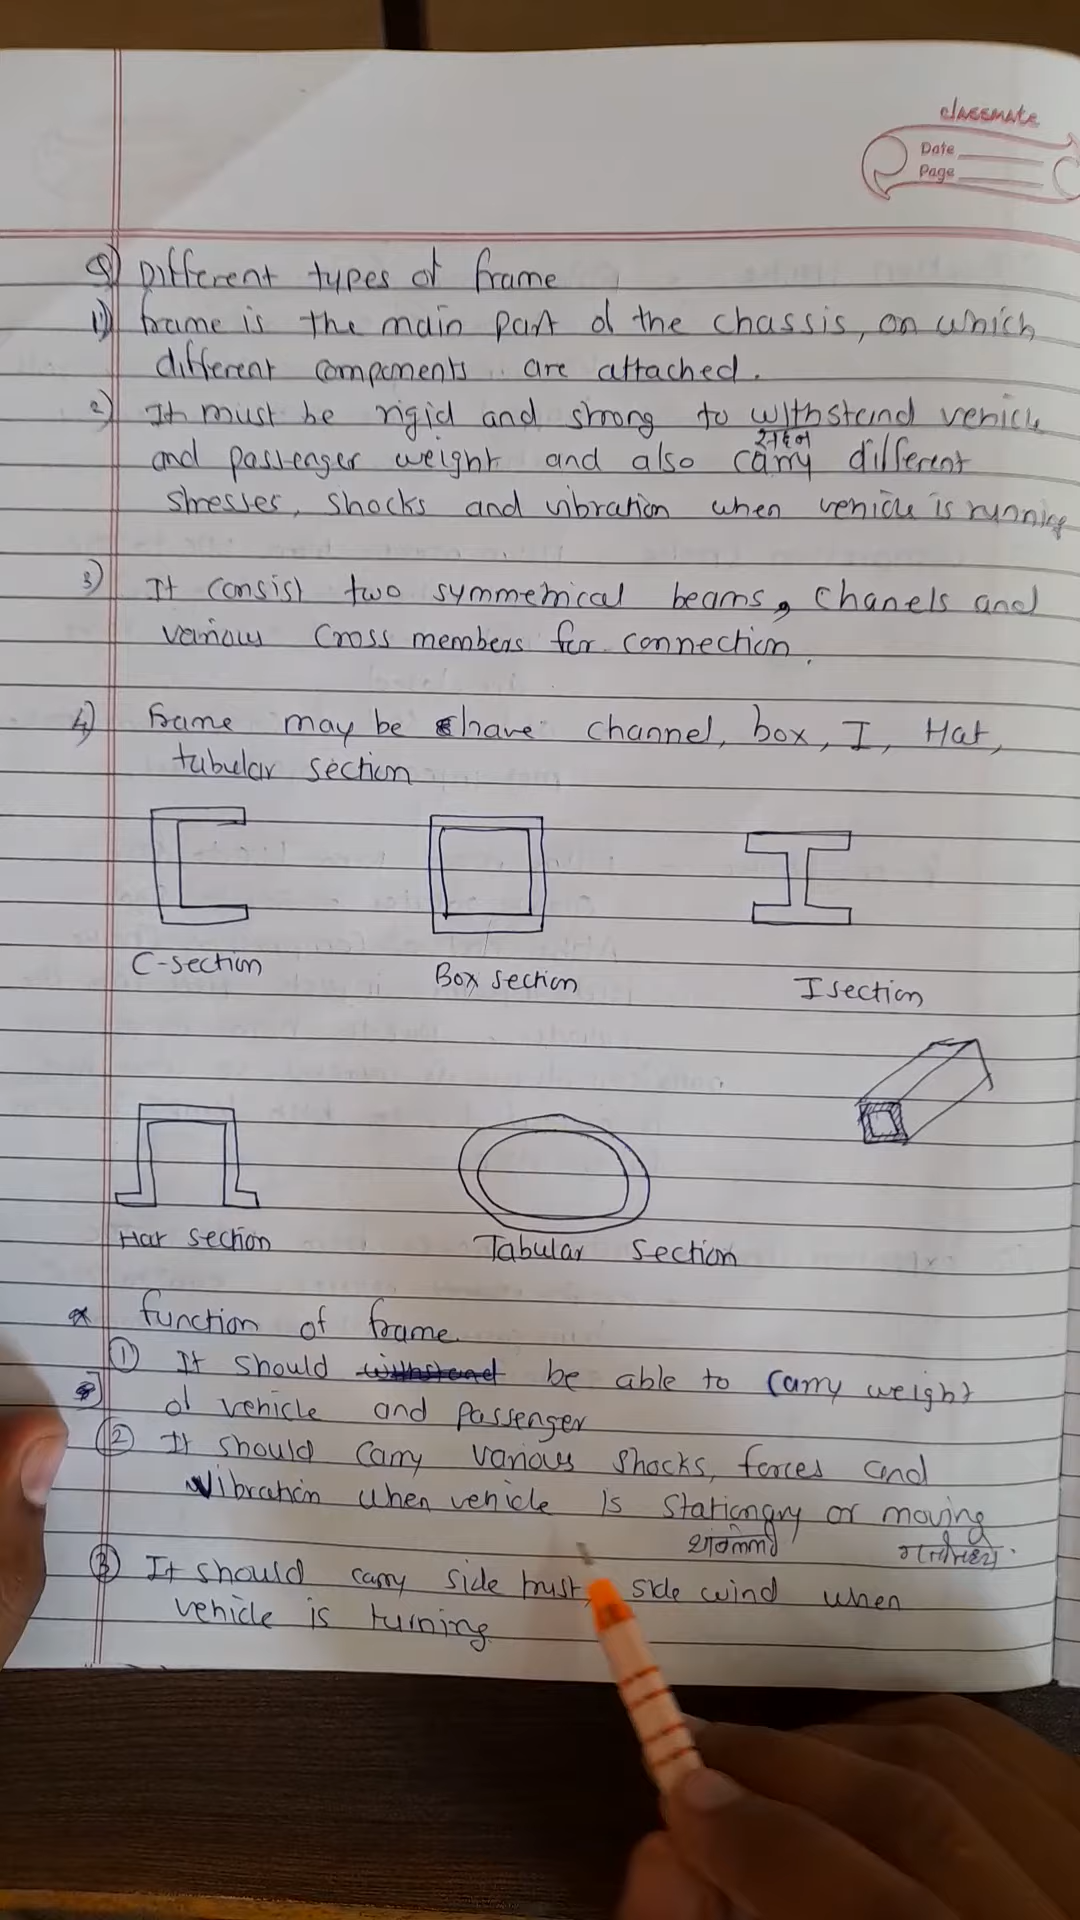 classmate
Date
Page
Q) Different types of frame
1) frame is the main part of the chassis, on which
different components are attached.
2) It must be rigid and strong to withstand vehicle
सहन
and passenger weight and also carry different
stresses, shocks and vibration when vehicle is running
3) It consist two symmetrical beams, chanels and
various cross members for connection.
4) Frame may be have channel, box, I, Hat,
tubular section
C-section
Box section
I section
Hat section
Tabular section
* function of frame.
① It should withstand be able to carry weight
of vehicle and passenger
② It should carry various shocks, forces and
vibration when vehicle is stationary or moving
③ It should carry side trust, side wind when
vehicle is turning